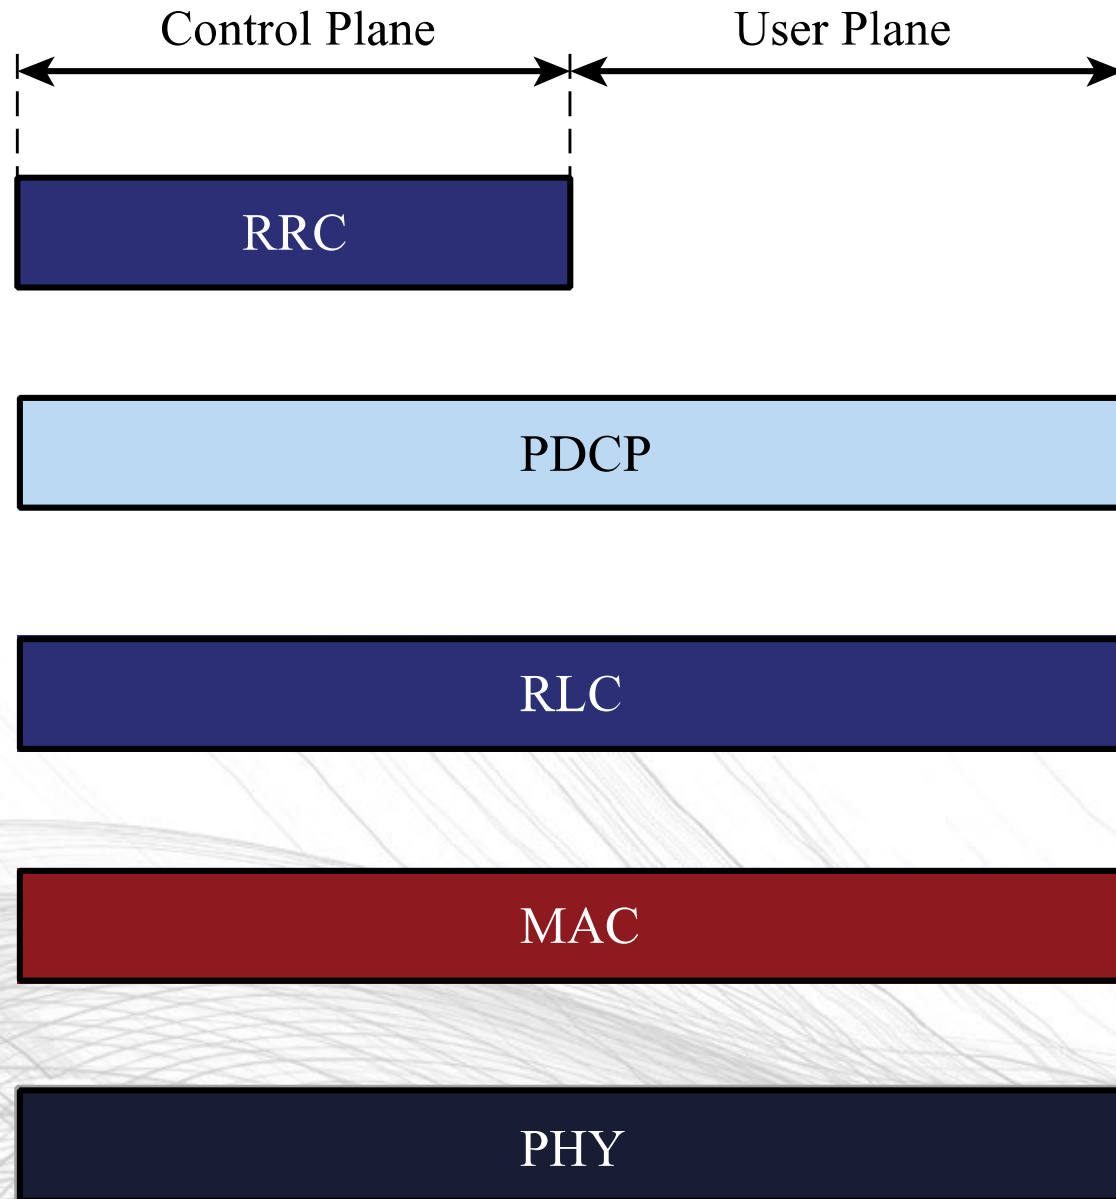 Control Plane
User Plane
RRC
PDCP
RLC
MAC
PHY